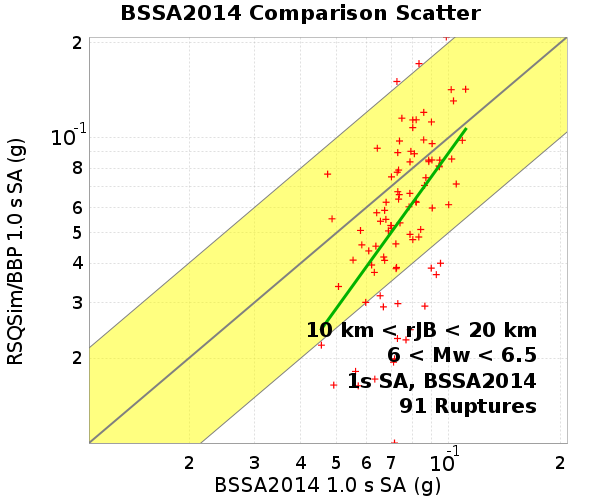 BSSA2014 Comparison Scatter
RSQSim/BBP 1.0 s SA (g)
2
10-1
8
6
5
4
3
2
10 km < rJB < 20 km
6 < Mw < 6.5
1s SA, BSSA2014
91 Ruptures
2 3 4 5 6 7 10-1 2
BSSA2014 1.0 s SA (g)